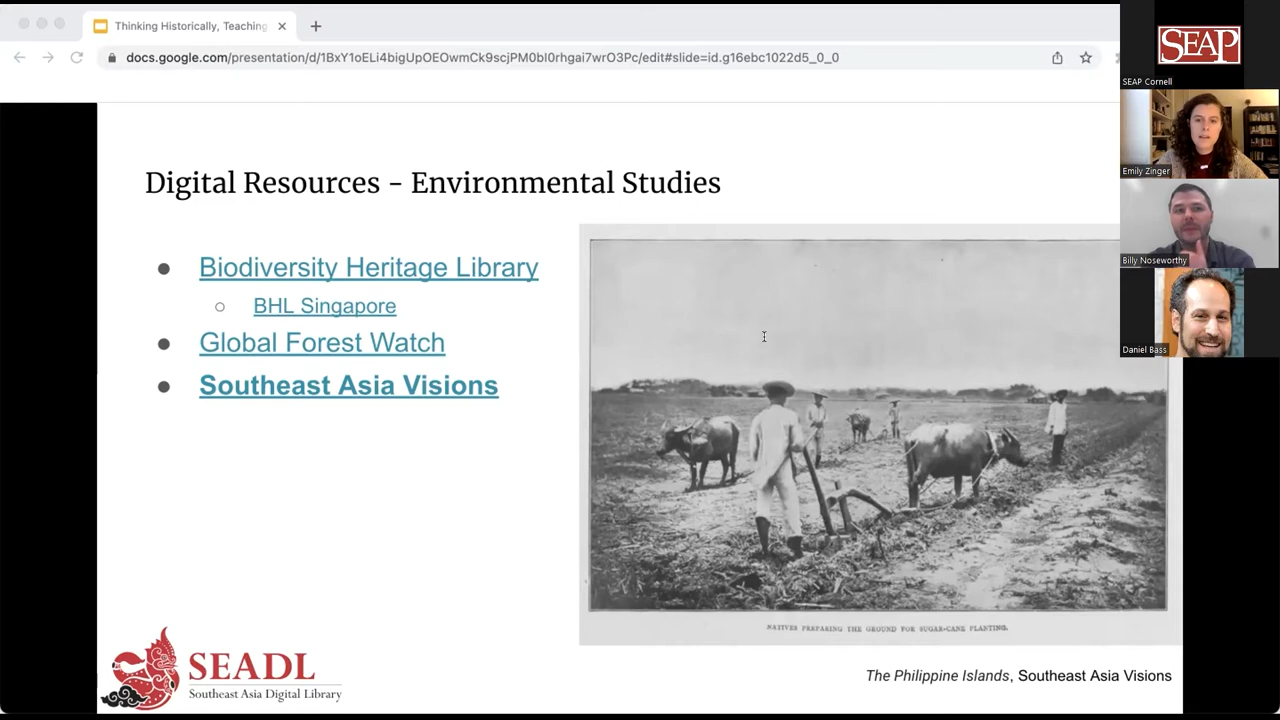 Thinking Historically, Teaching
docs.google.com/presentation/d/1BxY1oELi4bigUpOEOwmCk9scjPM0bI0rhgai7wrO3Pc/edit#slide=id.g16ebc1022d5_0_0
SEAP
SEAP Cornell
Emily Zinger
Billy Noseworthy
Daniel Bass
Digital Resources - Environmental Studies
Biodiversity Heritage Library
BHL Singapore
Global Forest Watch
Southeast Asia Visions
NATIVES PREPARING THE GROUND FOR SUGAR-CANE PLANTING.
SEADL
Southeast Asia Digital Library
The Philippine Islands, Southeast Asia Visions